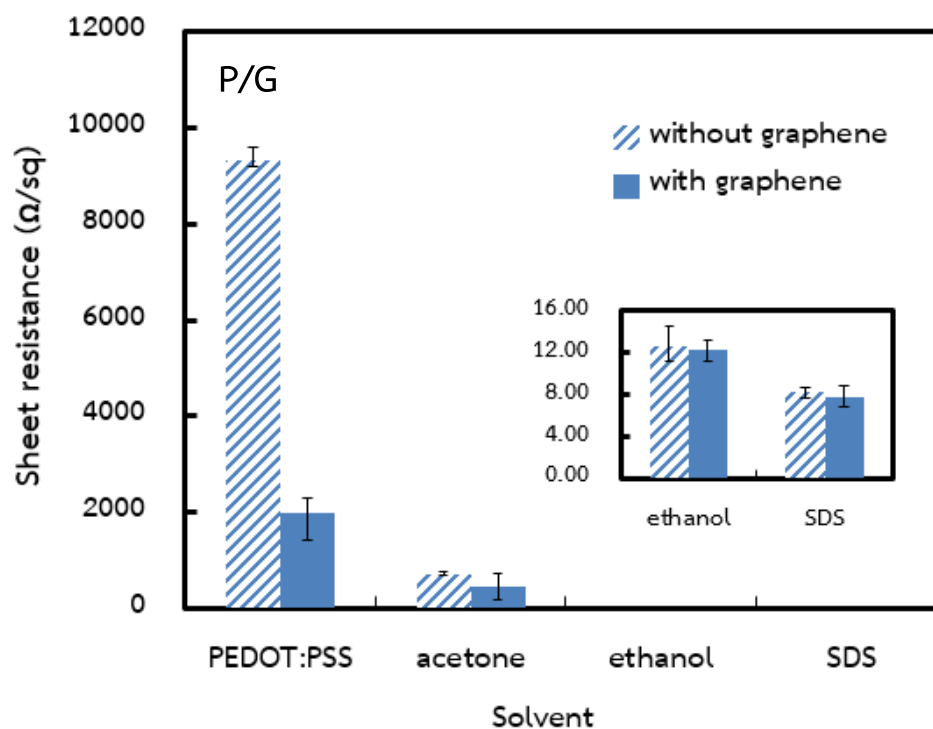 12000
10000
8000
6000
4000
2000
0
Sheet resistance (Ω/sq)
P/G
without graphene
with graphene
16.00
12.00
8.00
4.00
0.00
ethanol SDS
PEDOT:PSS acetone ethanol SDS
Solvent